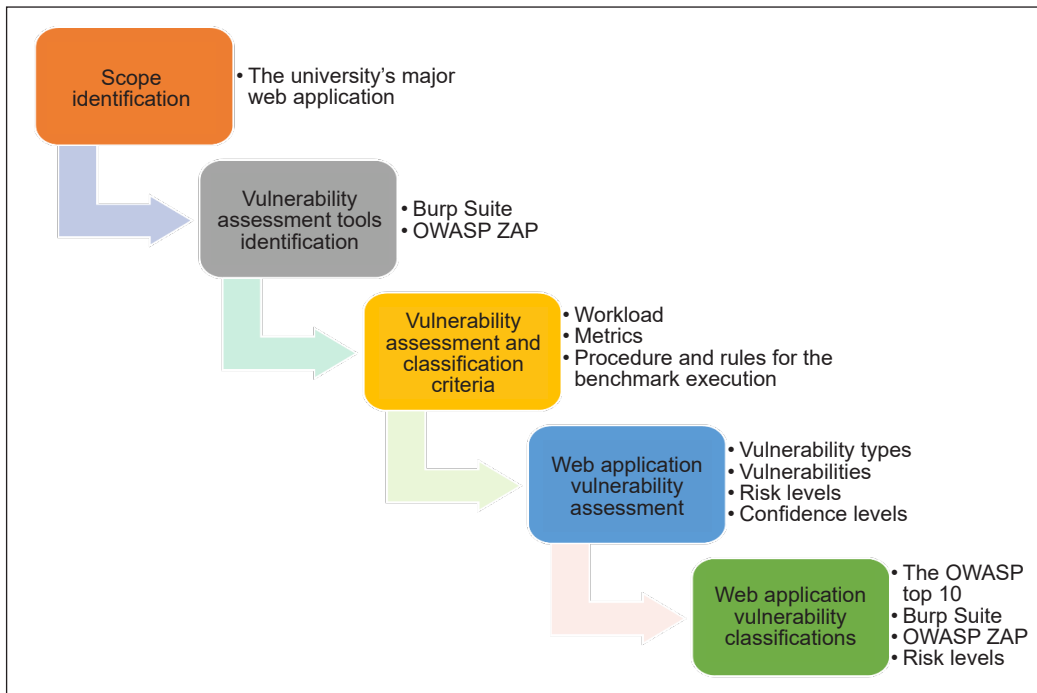 Scope
identification
• The university’s major
web application
Vulnerability
assessment tools
identification
• Burp Suite
• OWASP ZAP
Vulnerability
assessment and
classification
criteria
• Workload
• Metrics
• Procedure and rules for the
benchmark execution
Web application
vulnerability
assessment
• Vulnerability types
• Vulnerabilities
• Risk levels
• Confidence levels
Web application
vulnerability
classifications
• The OWASP
top 10
• Burp Suite
• OWASP ZAP
• Risk levels